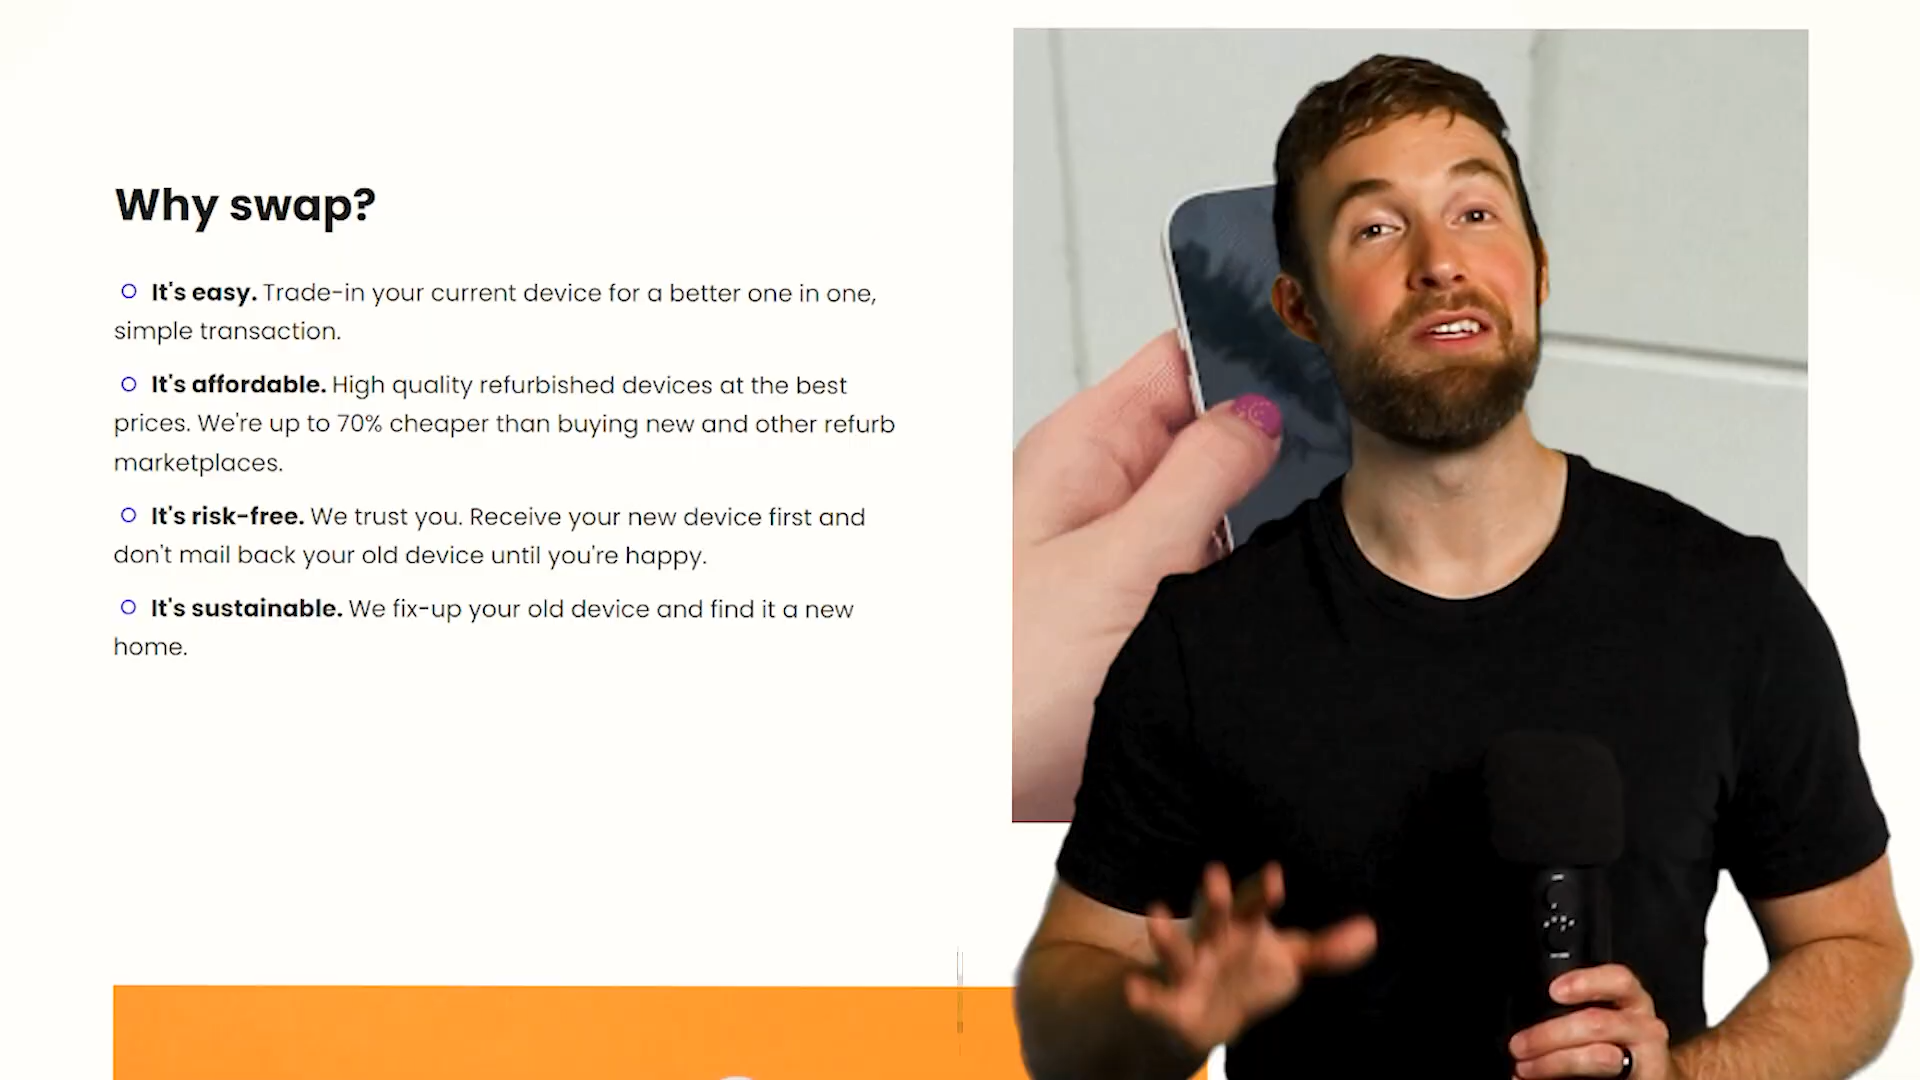 Why swap?
It's easy. Trade-in your current device for a better one in one,
simple transaction.
It's affordable. High quality refurbished devices at the best
prices. We're up to 70% cheaper than buying new and other refurb
marketplaces.
It's risk-free. We trust you. Receive your new device first and
don't mail back your old device until you're happy.
It's sustainable. We fix-up your old device and find it a new
home.